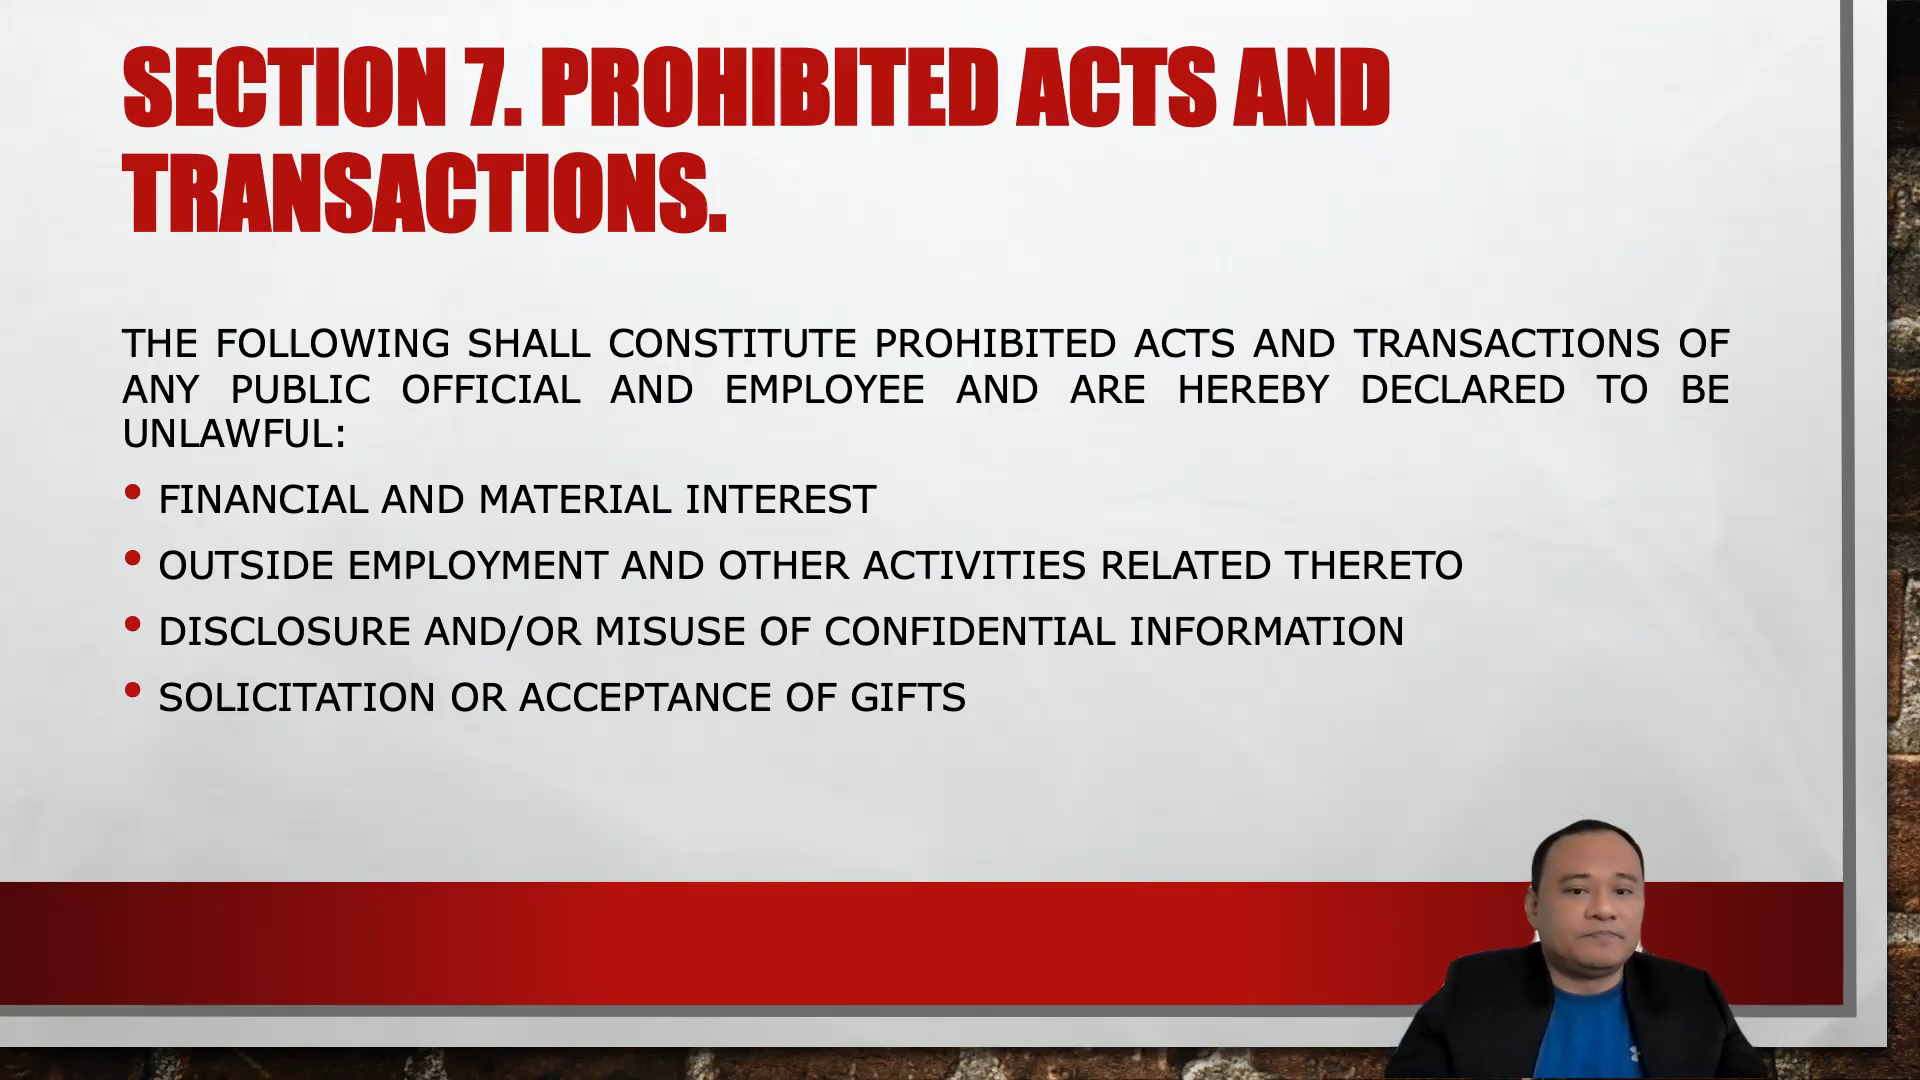 SECTION 7. PROHIBITED ACTS AND
TRANSACTIONS.
THE FOLLOWING SHALL CONSTITUTE PROHIBITED ACTS AND TRANSACTIONS OF
ANY PUBLIC OFFICIAL AND EMPLOYEE AND ARE HEREBY DECLARED TO BE
UNLAWFUL:
• FINANCIAL AND MATERIAL INTEREST
• OUTSIDE EMPLOYMENT AND OTHER ACTIVITIES RELATED THERETO
• DISCLOSURE AND/OR MISUSE OF CONFIDENTIAL INFORMATION
• SOLICITATION OR ACCEPTANCE OF GIFTS